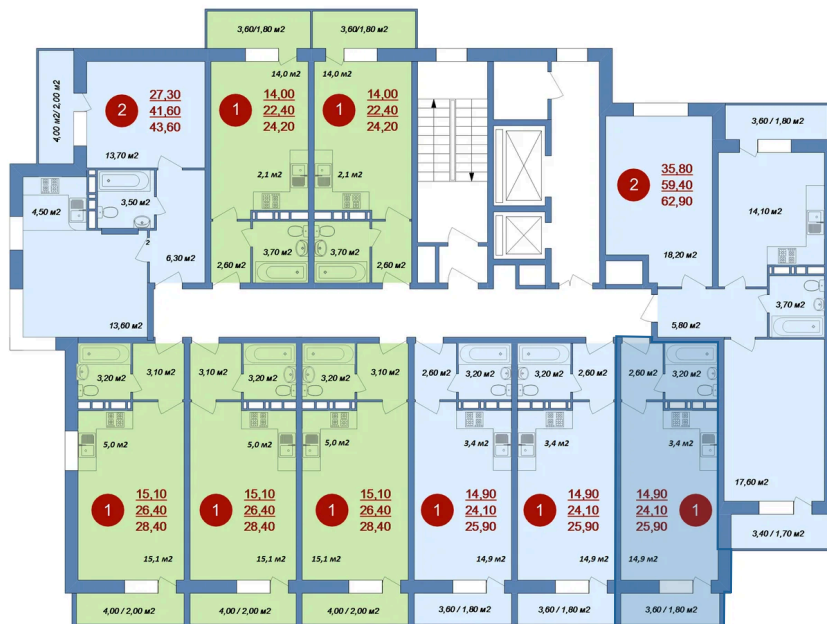 3,60/1,80 м2
3,60/1,80 м2
4,00 м2/ 2,00 м2
2
27,30
41,60
43,60
13,70 м2
14,0 м2
1
14,00
22,40
24,20
2,1 м2
14,0 м2
1
14,00
22,40
24,20
2,1 м2
3,60 / 1,80 м2
2
35,80
59,40
62,90
18,20 м2
14,10 м2
4,50 м2
3,50 м2
2
6,30 м2
13,60 м2
2,60 м2
3,70 м2
3,70 м2
2,60 м2
3,70 м2
5,80 м2
17,60 м2
3,40 / 1,70 м2
3,20 м2
3,10 м2
5,0 м2
1
15,10
26,40
28,40
15,1 м2
4,00 / 2,00 м2
3,10 м2
3,20 м2
5,0 м2
1
15,10
26,40
28,40
15,1 м2
4,00 / 2,00 м2
3,20 м2
3,10 м2
5,0 м2
1
15,10
26,40
28,40
15,1 м2
4,00 / 2,00 м2
2,60 м2
3,20 м2
3,4 м2
1
14,90
24,10
25,90
14,9 м2
3,60 / 1,80 м2
3,20 м2
2,60 м2
3,4 м2
1
14,90
24,10
25,90
14,9 м2
3,60 / 1,80 м2
2,60 м2
3,20 м2
3,4 м2
14,90
24,10
25,90
1
14,9 м2
3,60 / 1,80 м2